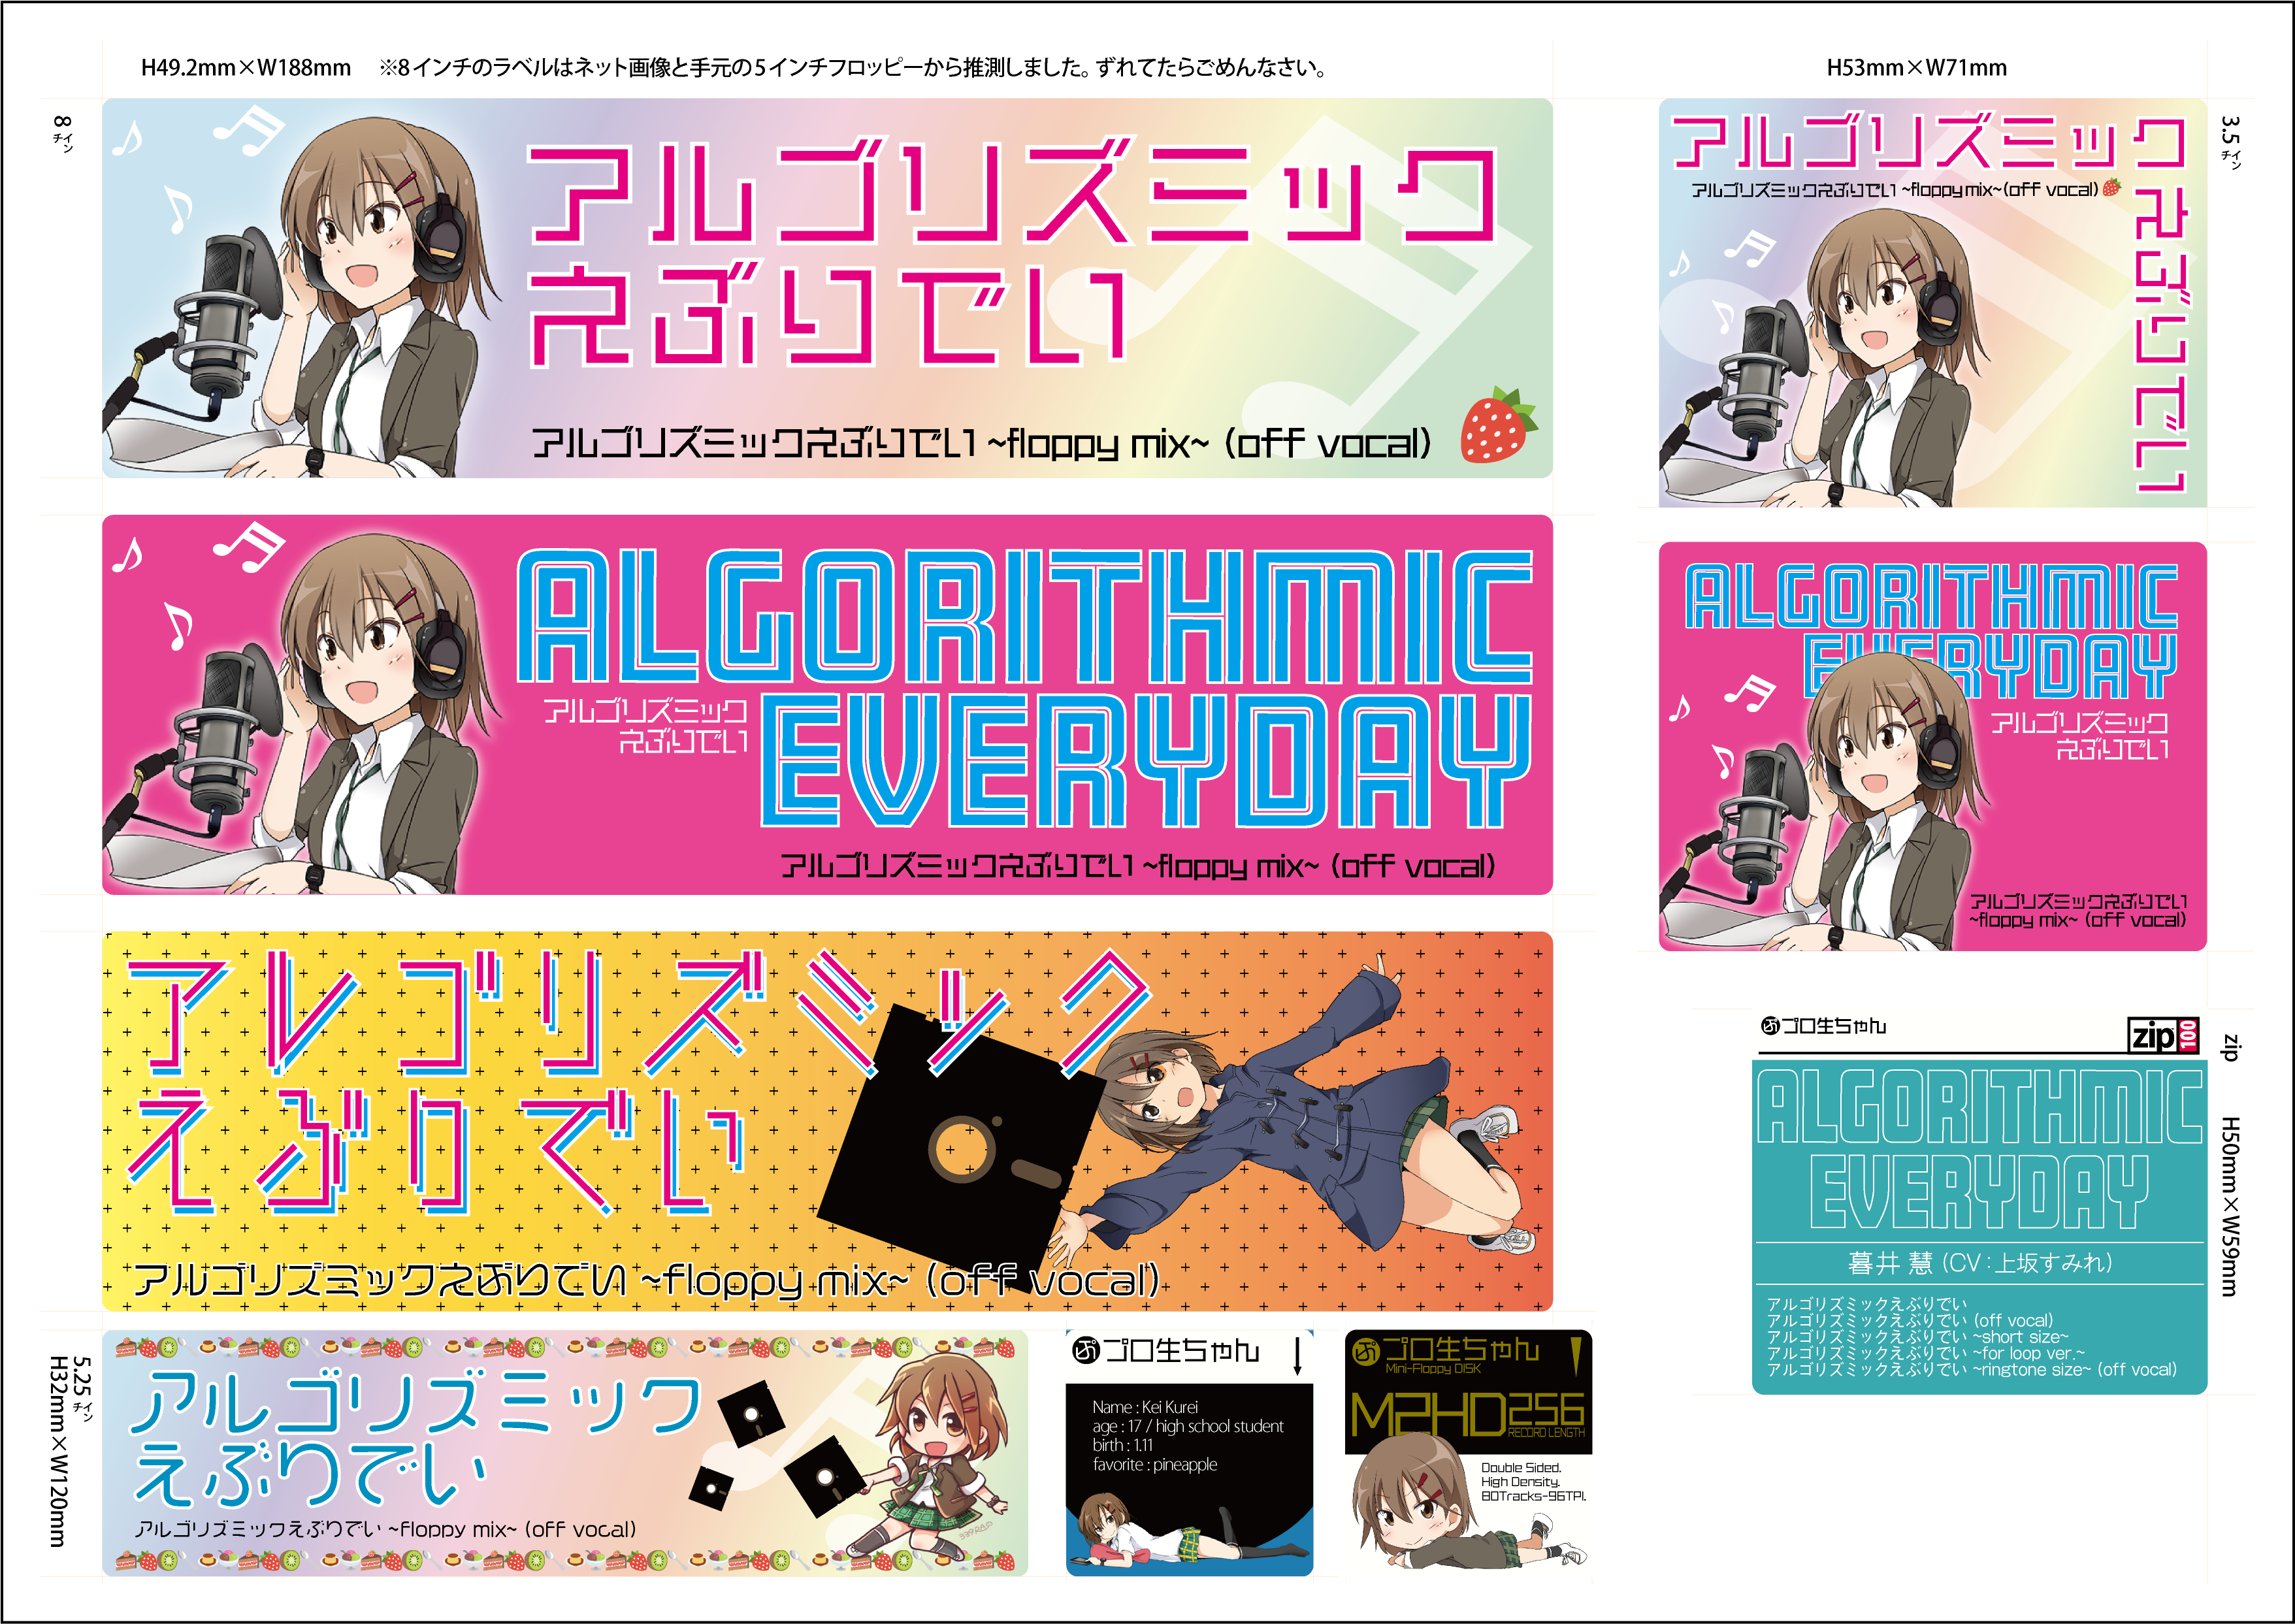 H49.2mm×W188mm ※8インチのラベルはネット画像と手元の5インチフロッピーから推測しました。ずれてたらごめんなさい。
8インチ
アルゴリズミック
えぶりでい
アルゴリズミックえぶりでい ~floppy mix~ (off vocal)
ALGORITHMIC
アルゴリズミック
えぶりでい
EVERYDAY
アルゴリズミックえぶりでい ~floppy mix~ (off vocal)
アルゴリズミック
えぶりでい
アルゴリズミックえぶりでい ~floppy mix~ (off vocal)
5.25インチ
H32mm×W120mm
アルゴリズミック
えぶりでい
アルゴリズミックえぶりでい ~floppy mix~ (off vocal)
ぷ プロ生ちゃん
Name : Kei Kurei
age : 17 / high school student
birth : 1.11
favorite : pineapple
ぷ プロ生ちゃん
Mini-Floppy DISK
M2HD256
RECORD LENGTH
Double Sided.
High Density.
80Tracks-96TPI.
H53mm×W71mm
3.5インチ
アルゴリズミック
えぶりでい
アルゴリズミックえぶりでい ~floppy mix~(off vocal)
ALGORITHMIC
EVERYDAY
アルゴリズミック
えぶりでい
アルゴリズミックえぶりでい
~floppy mix~ (off vocal)
zip H50mm×W59mm
ぷ プロ生ちゃん
zip 100
ALGORITHMIC
EVERYDAY
暮井 慧 (CV:上坂すみれ)
アルゴリズミックえぶりでい
アルゴリズミックえぶりでい (off vocal)
アルゴリズミックえぶりでい ~short size~
アルゴリズミックえぶりでい ~for loop ver.~
アルゴリズミックえぶりでい ~ringtone size~ (off vocal)